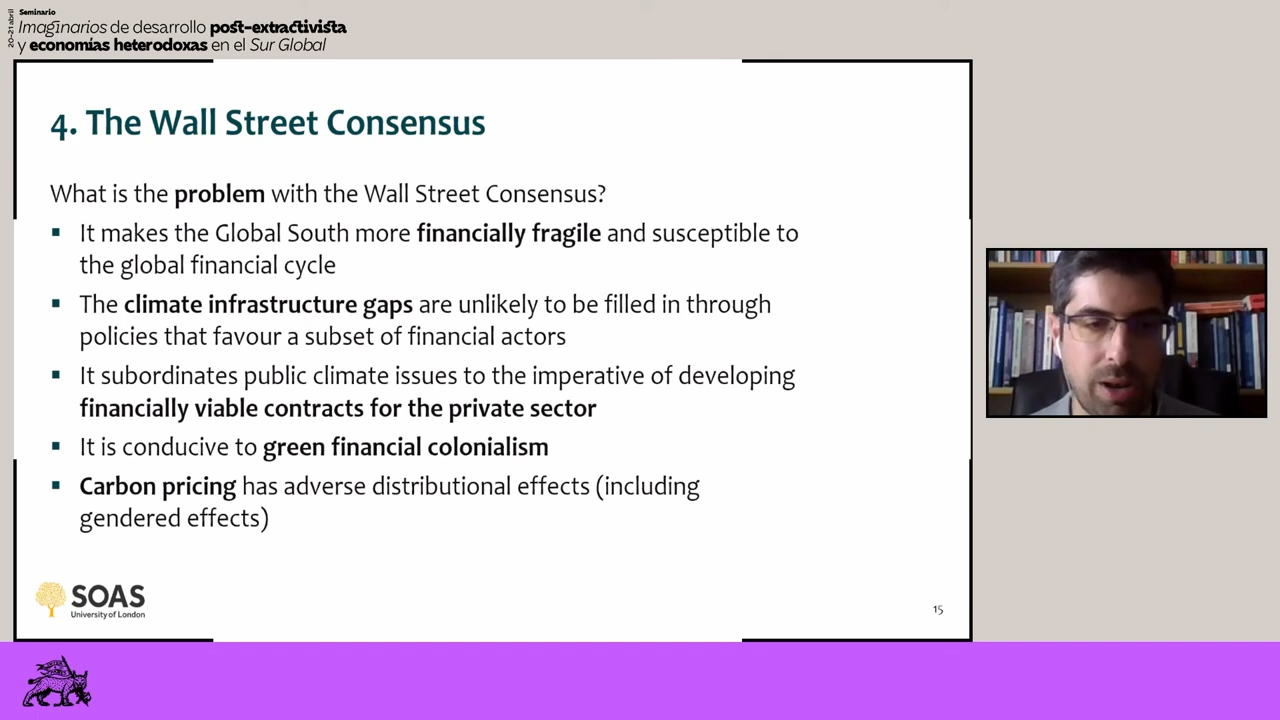 20-21 abril
Seminario
Imaginarios de desarrollo post-extractivista
y economías heterodoxas en el Sur Global
4. The Wall Street Consensus
What is the problem with the Wall Street Consensus?
▪ It makes the Global South more financially fragile and susceptible to
the global financial cycle
▪ The climate infrastructure gaps are unlikely to be filled in through
policies that favour a subset of financial actors
▪ It subordinates public climate issues to the imperative of developing
financially viable contracts for the private sector
▪ It is conducive to green financial colonialism
▪ Carbon pricing has adverse distributional effects (including
gendered effects)
SOAS
University of London
15